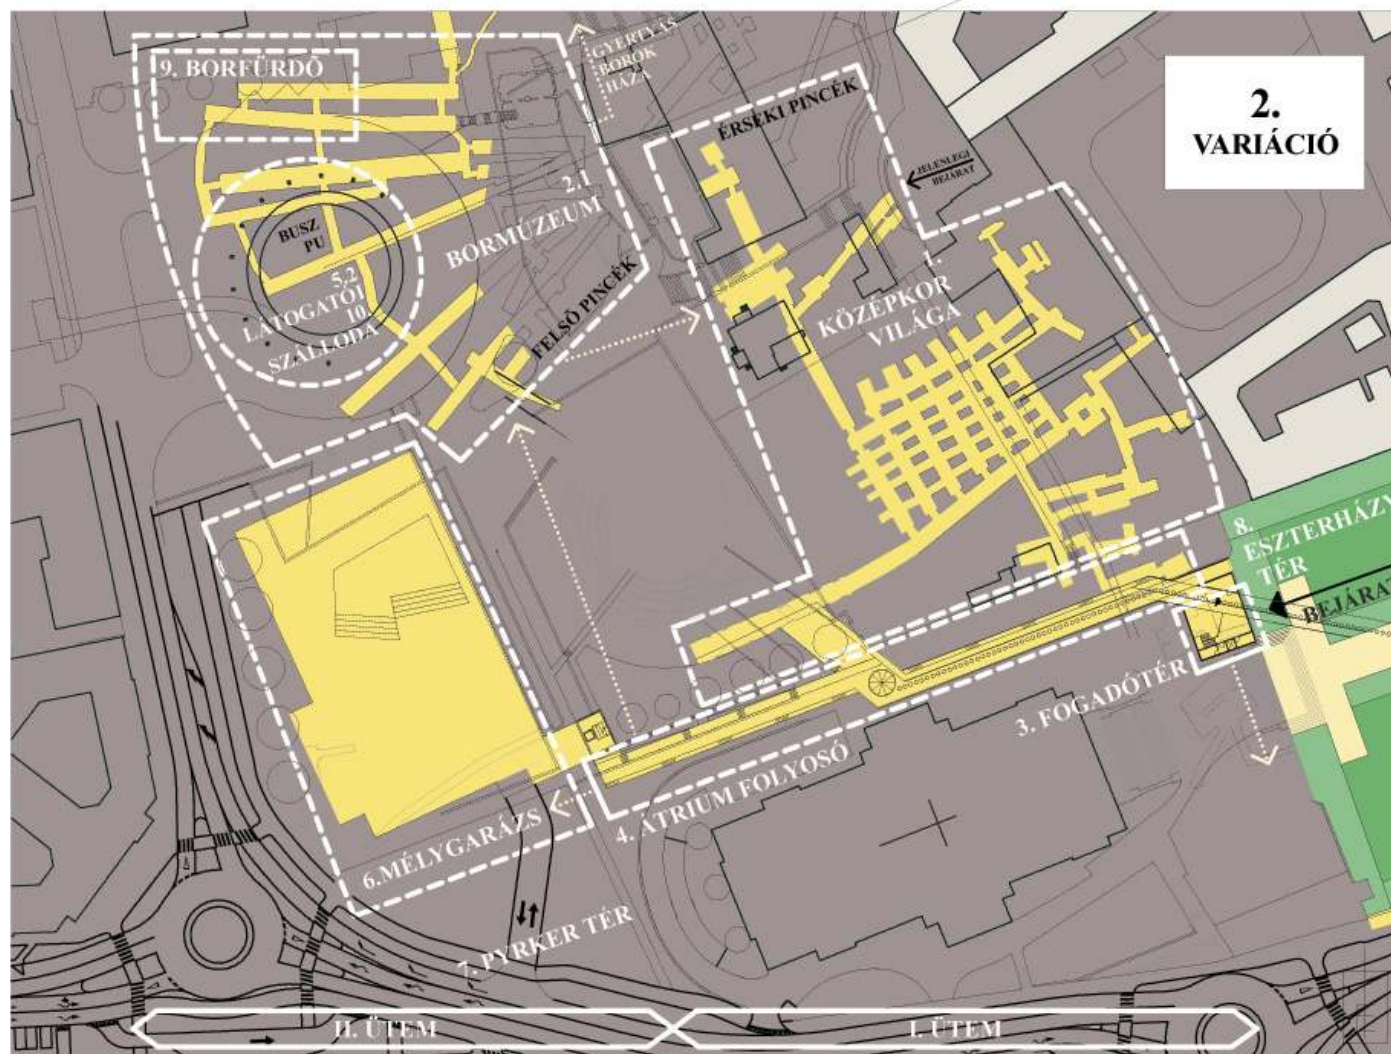 9. BORFÜRDŐ
GYERTYÁS
BOROK
HÁZA
ÉRSEKI PINCÉK
2.
VARIÁCIÓ
JELENLEGI
BEJÁRAT
2.1
BORMÚZEUM
BUSZ
PU
5.2
LÁTOGATÓI
10
SZÁLLODA
FELSŐ PINCÉK
KÖZÉPKOR
VILÁGA
8.
ESZTERHÁZY
TÉR
BEJÁRAT
3. FOGADÓTÉR
4. ÁTRIUM FOLYOSÓ
6.MÉLYGARÁZS
7. PYRKER TÉR
II. ÜTEM
I. ÜTEM